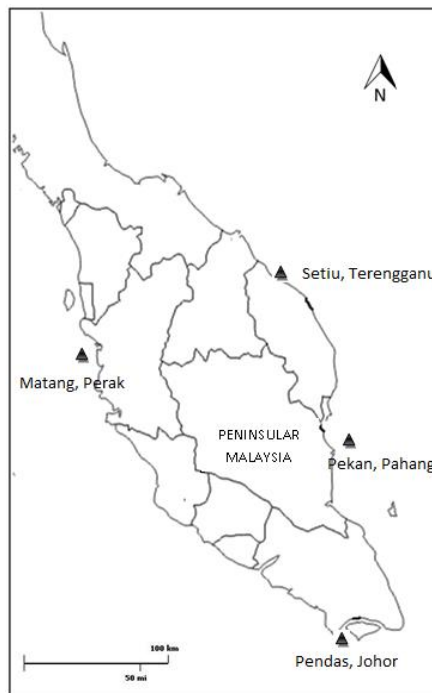 N
Setiu, Terengganu
Matang, Perak
PENINSULAR
MALAYSIA
Pekan, Pahang
100 km
50 mi
Pendas, Johor